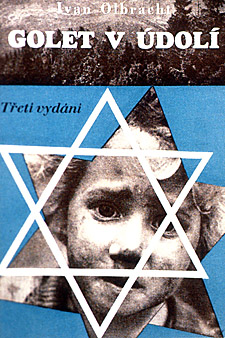 Ivan Olbracht
GOLET V ÚDOLÍ
Třetí vydání